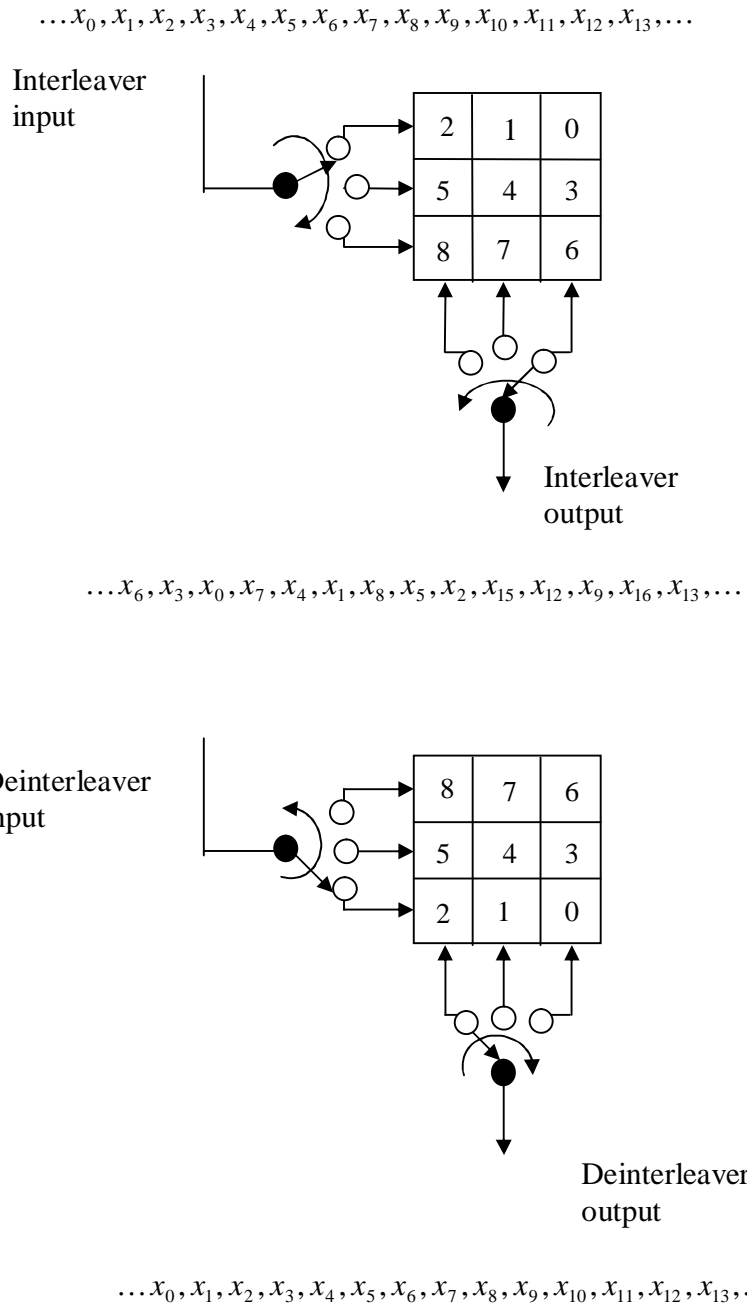 …x₀, x₁, x₂, x₃, x₄, x₅, x₆, x₇, x₈, x₉, x₁₀, x₁₁, x₁₂, x₁₃,…
Interleaver
input
2 1 0
5 4 3
8 7 6
Interleaver
output
…x₆, x₃, x₀, x₇, x₄, x₁, x₈, x₅, x₂, x₁₅, x₁₂, x₉, x₁₆, x₁₃,…
Deinterleaver
input
8 7 6
5 4 3
2 1 0
Deinterleaver
output
…x₀, x₁, x₂, x₃, x₄, x₅, x₆, x₇, x₈, x₉, x₁₀, x₁₁, x₁₂, x₁₃,.